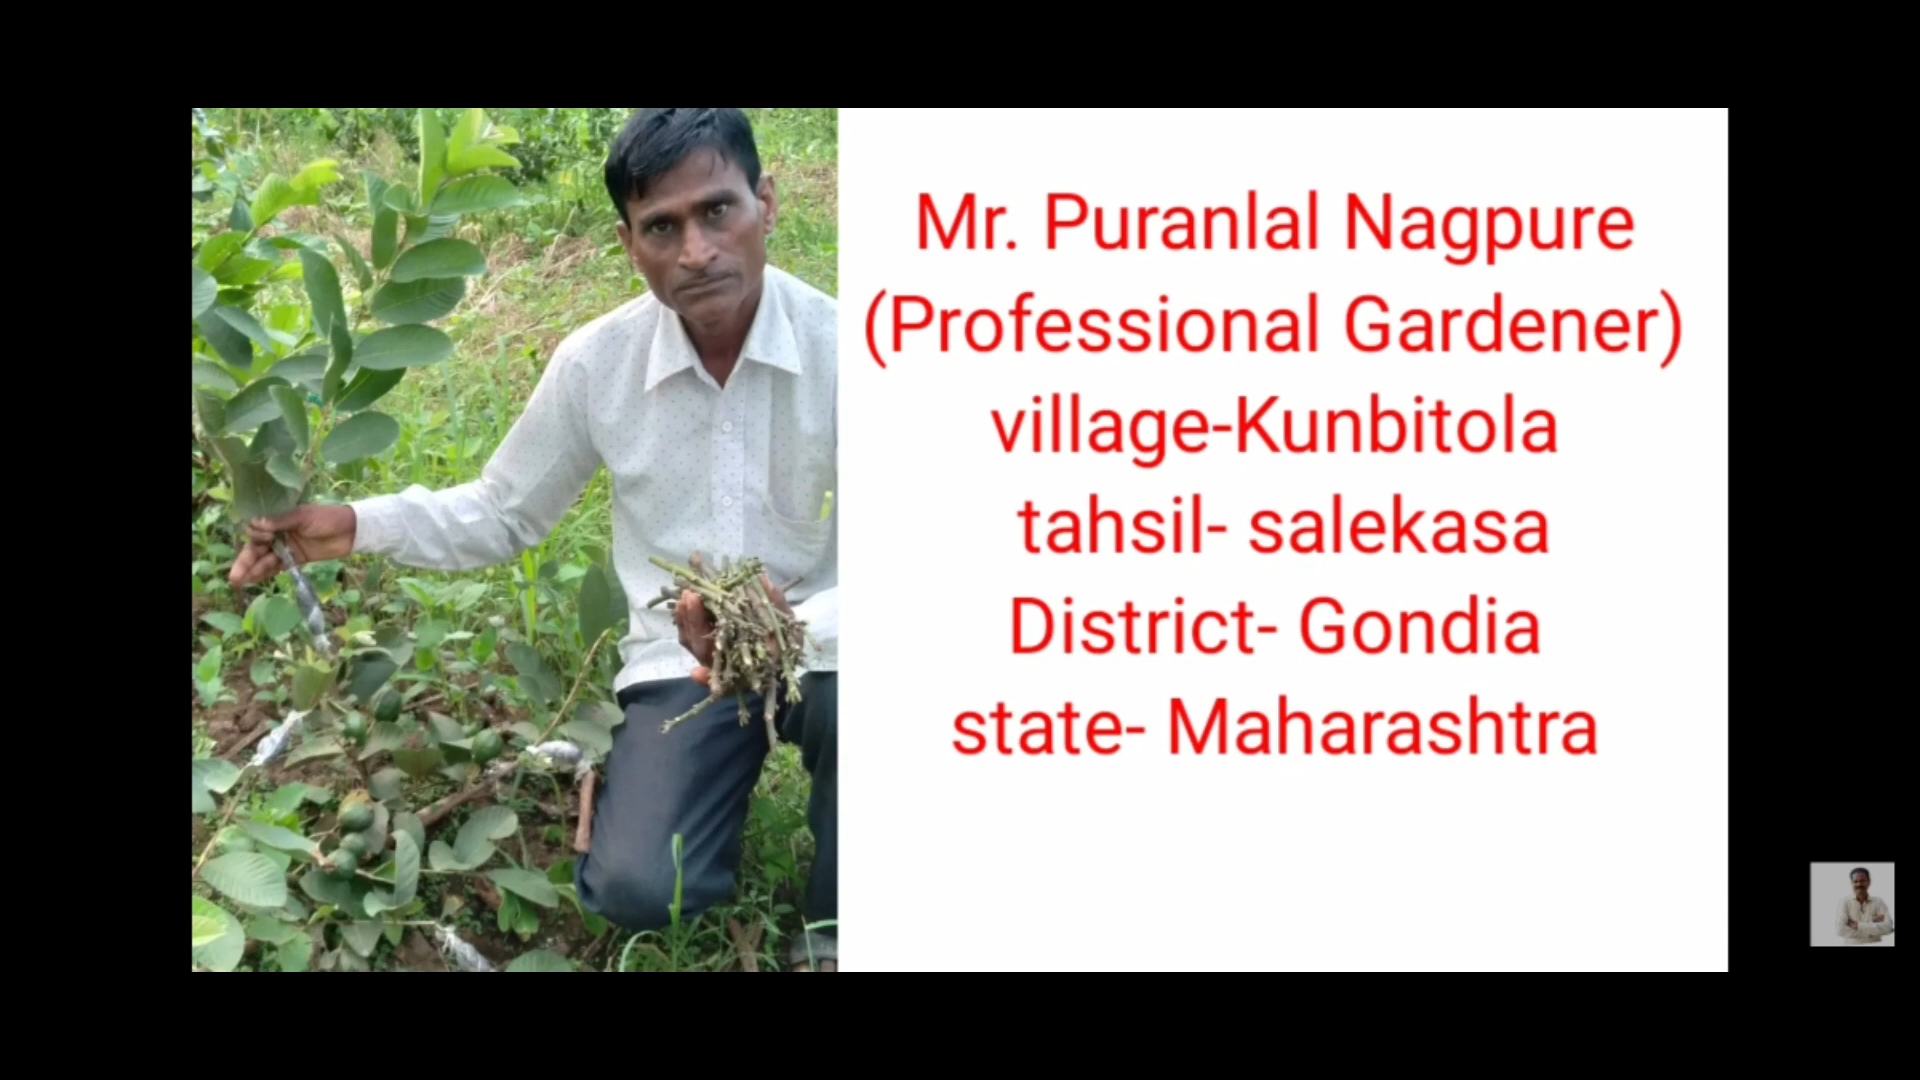 Mr. Puranlal Nagpure
(Professional Gardener)
village-Kunbitola
tahsil- salekasa
District- Gondia
state- Maharashtra